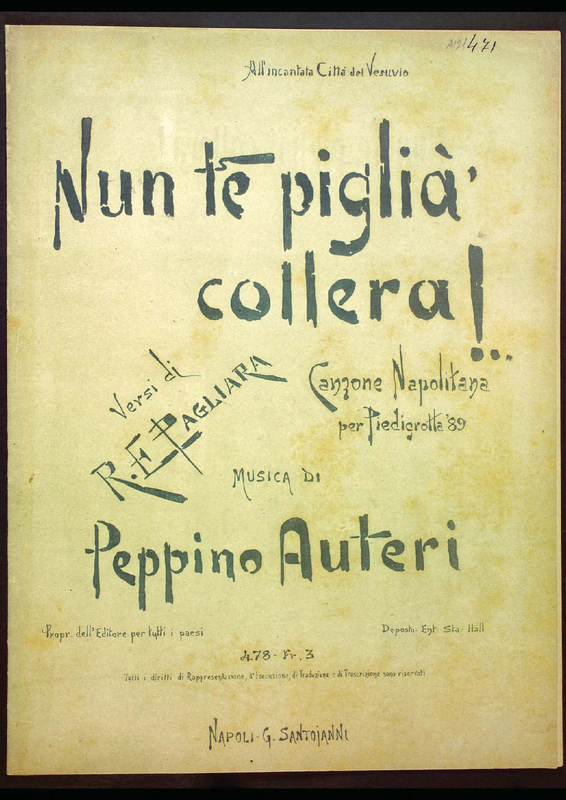 471
All'incantata Città del Vesuvio
Nun te piglià'
collera!...
Versi di
R. E. Pagliara
Canzone Napolitana
per Piedigrotta '89
Musica di
Peppino Auteri
Propr. dell'Editore per tutti i paesi
Deposto. Ent. Sta. Hall
478 - Fr. 3
Tutti i diritti di Rappresentazione, d'Esecuzione, di Traduzione e di Trascrizione sono riservati
Napoli - G. Santojanni